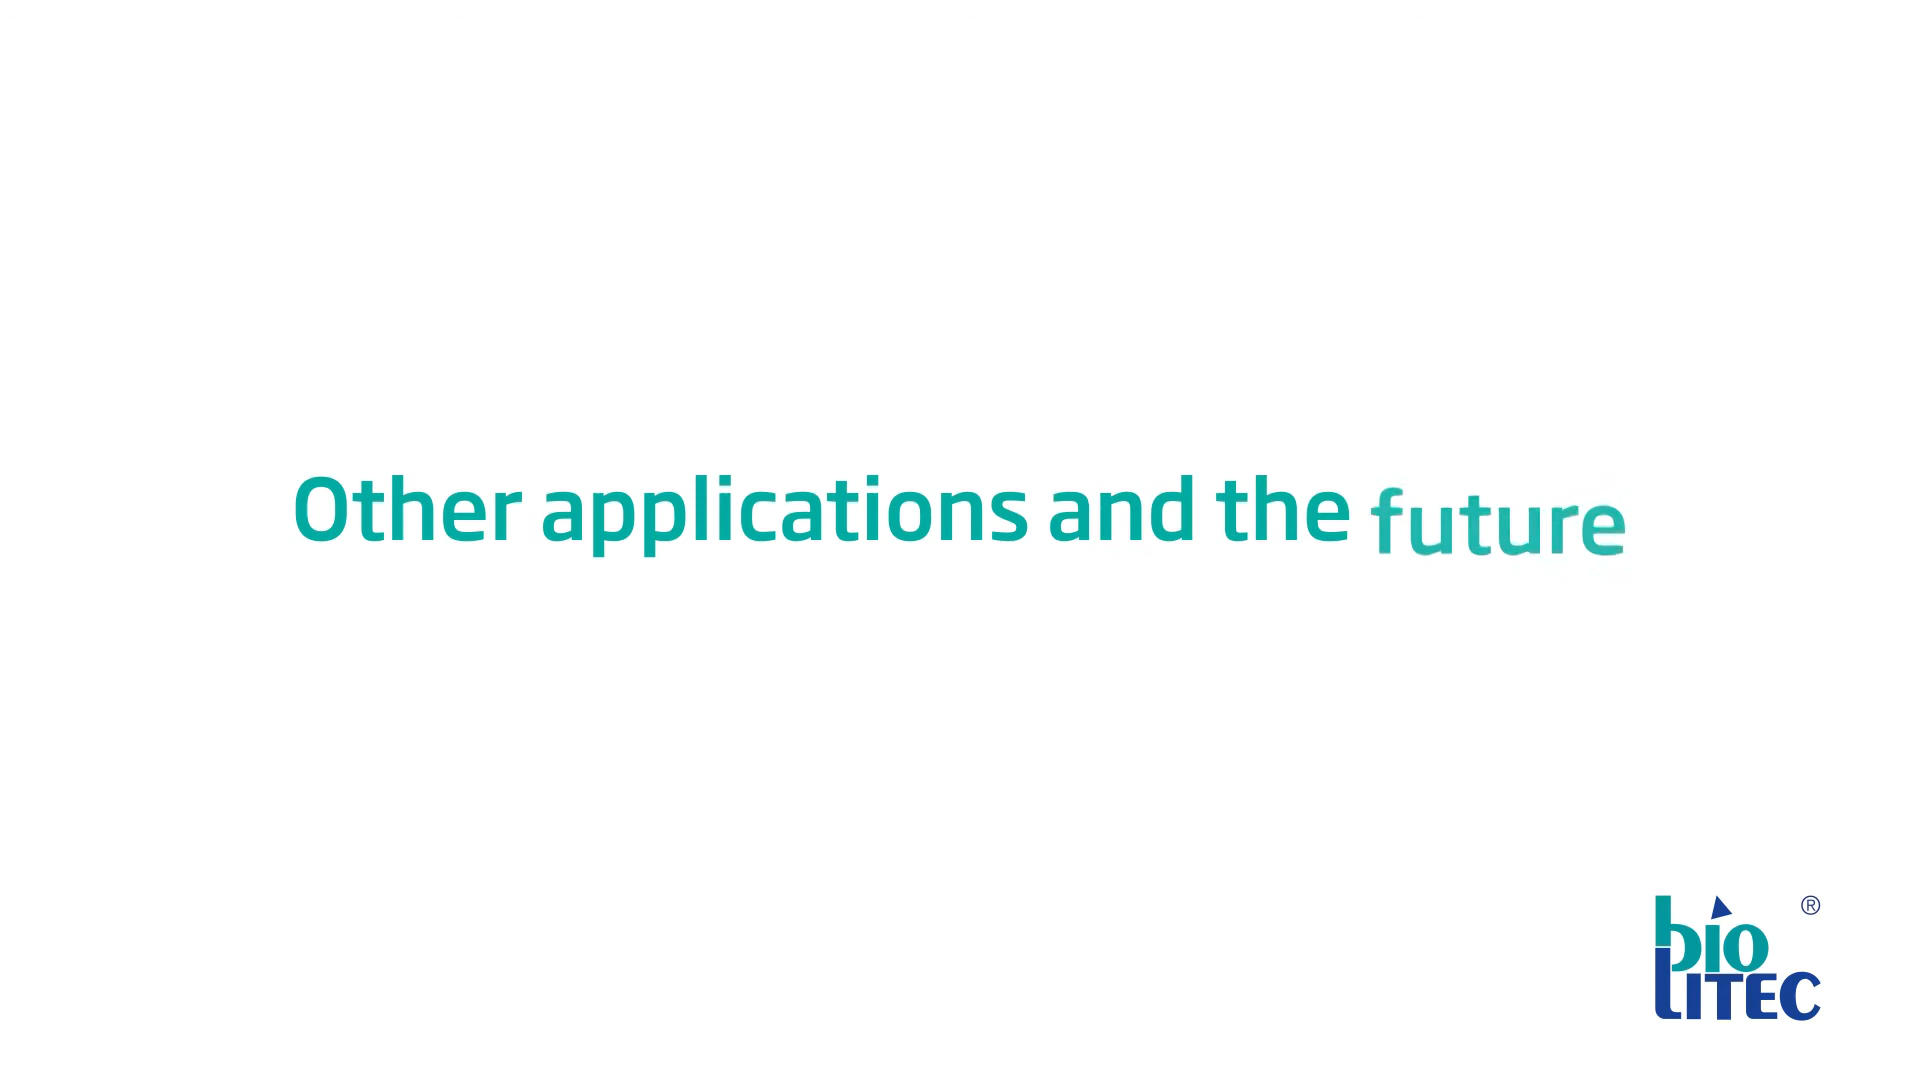 Other applications and the future
bio
LITEC
®